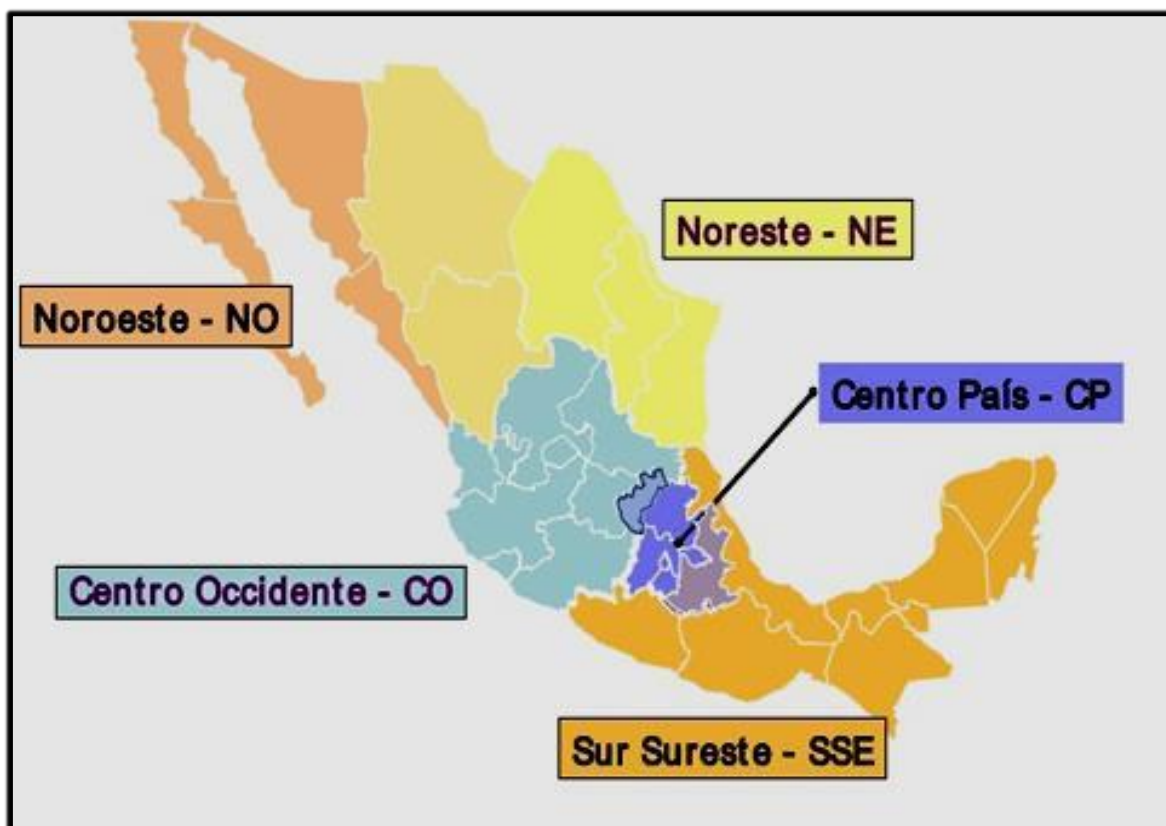 Noreste - NE
Noroeste - NO
Centro País - CP
Centro Occidente - CO
Sur Sureste - SSE